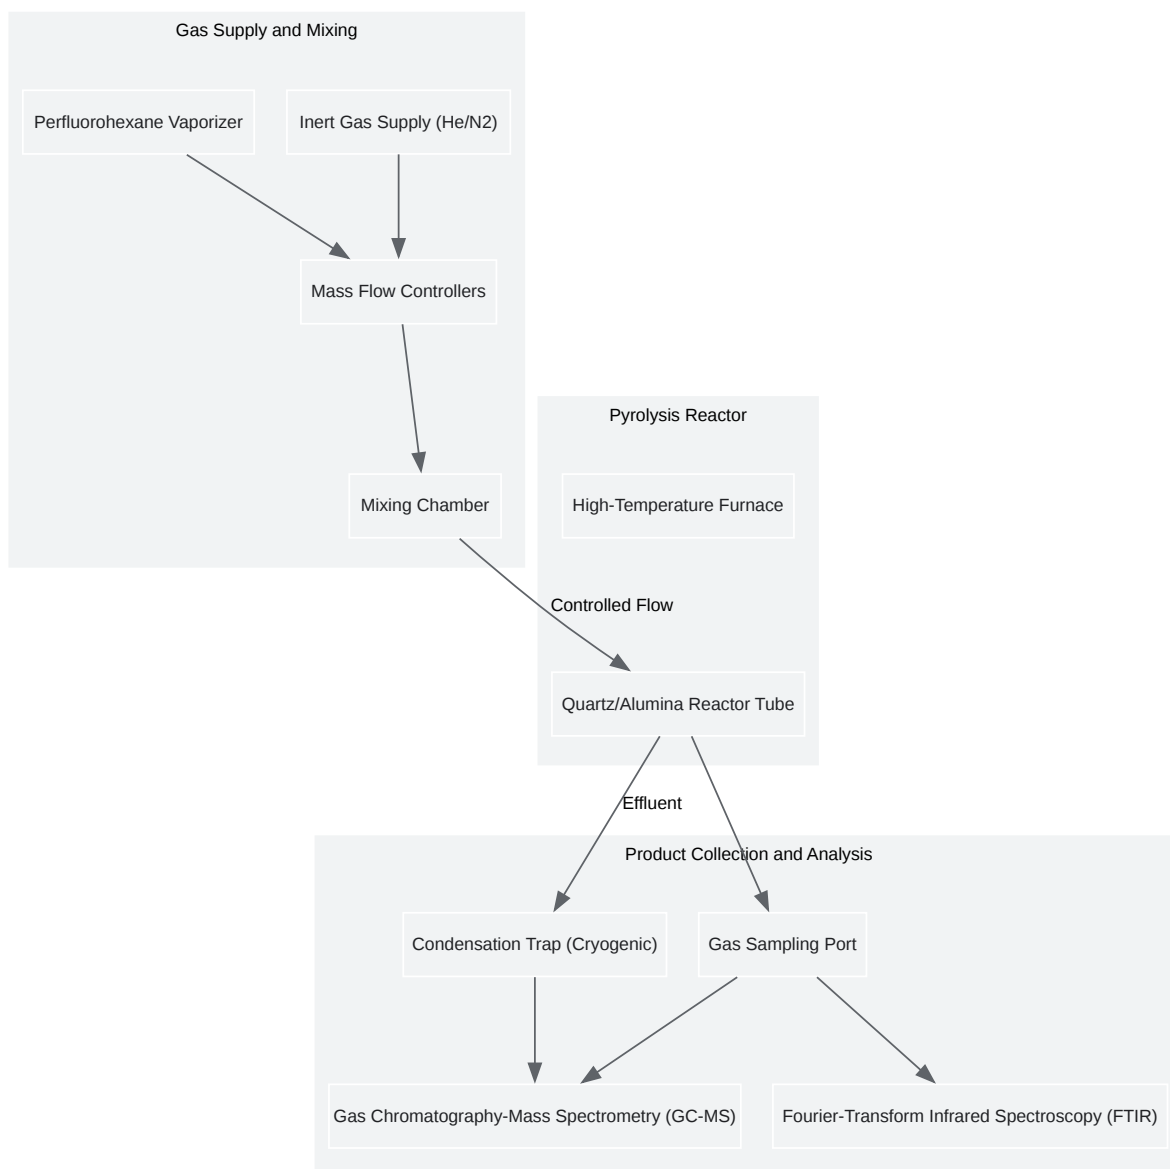 Gas Supply and Mixing
Perfluorohexane Vaporizer
Inert Gas Supply (He/N2)
Mass Flow Controllers
Pyrolysis Reactor
Mixing Chamber
High-Temperature Furnace
Controlled Flow
Quartz/Alumina Reactor Tube
Effluent
Product Collection and Analysis
Condensation Trap (Cryogenic)
Gas Sampling Port
Gas Chromatography-Mass Spectrometry (GC-MS)
Fourier-Transform Infrared Spectroscopy (FTIR)